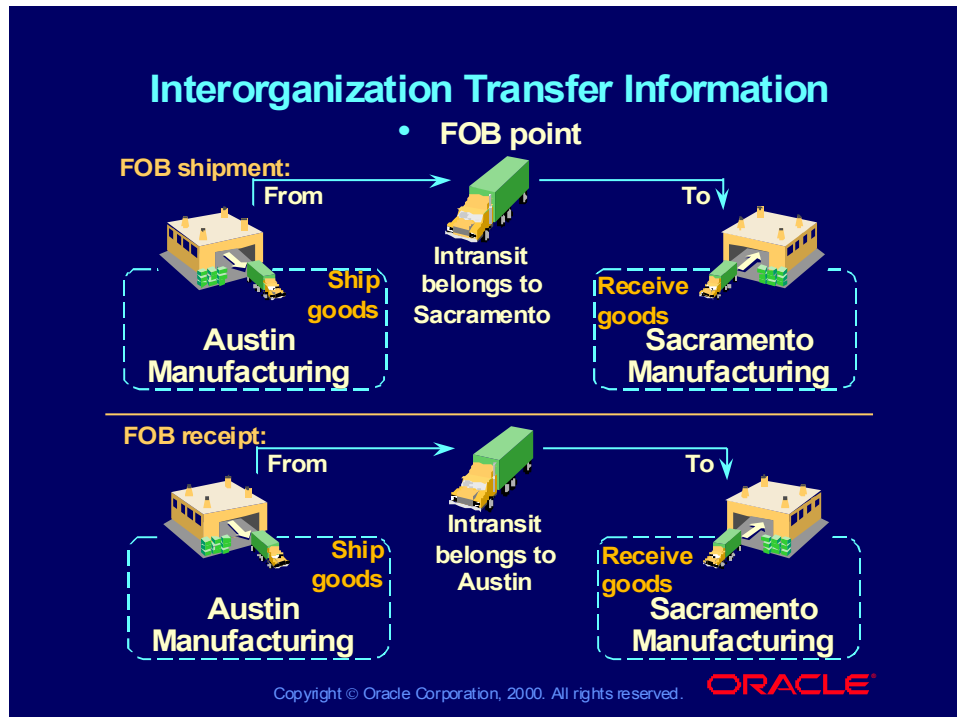 Interorganization Transfer Information
• FOB point
FOB shipment:
From
To
Intransit
belongs to
Sacramento
Ship
goods
Austin
Manufacturing
Receive
goods
Sacramento
Manufacturing
FOB receipt:
From
To
Intransit
belongs to
Austin
Ship
goods
Austin
Manufacturing
Receive
goods
Sacramento
Manufacturing
Copyright © Oracle Corporation, 2000. All rights reserved.
ORACLE®